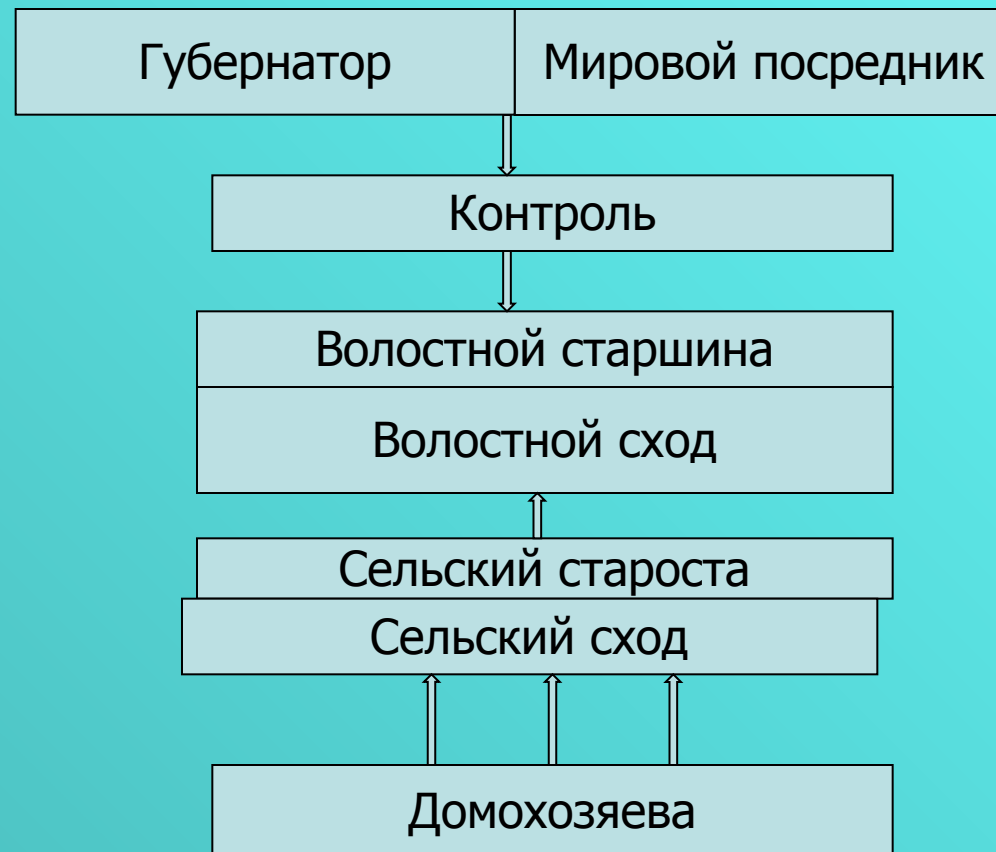 Губернатор
Мировой посредник
Контроль
Волостной старшина
Волостной сход
Сельский староста
Сельский сход
Домохозяева